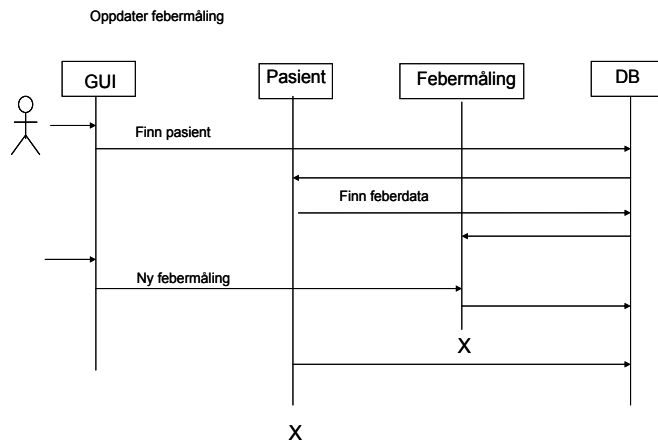 Oppdater febermåling
GUI
Pasient
Febermåling
DB
Finn pasient
Finn feberdata
Ny febermåling
X
X